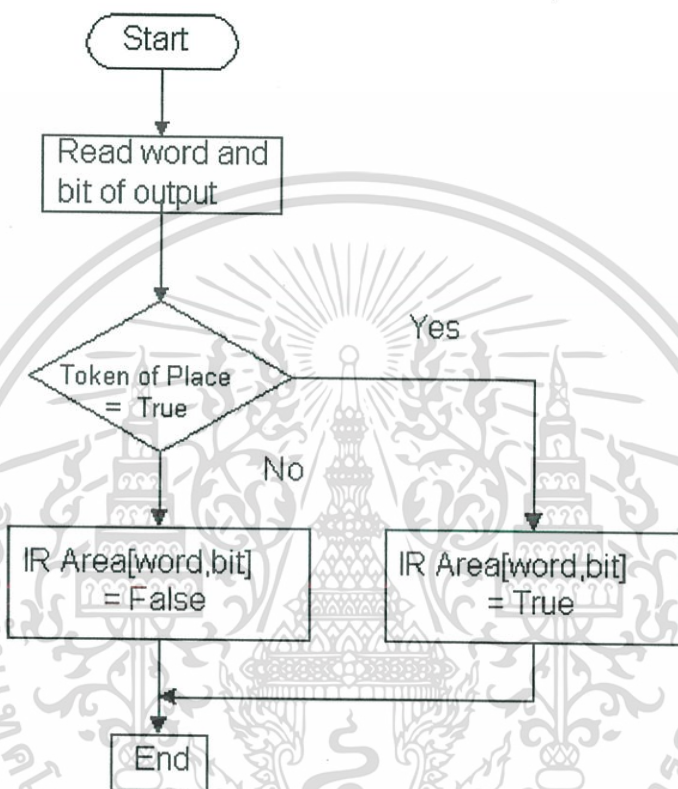 Start
Read word and
bit of output
Yes
Token of Place
= True
No
IR Area[word,bit]
= False
IR Area[word,bit]
= True
End